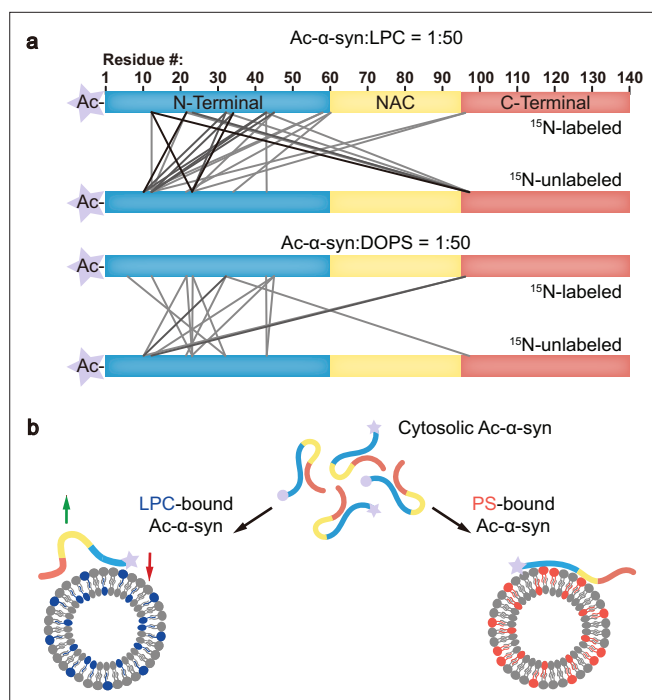 a
Ac-α-syn:LPC = 1:50
Residue #:
1 10 20 30 40 50 60 70 80 90 100 110 120 130 140
Ac- N-Terminal NAC C-Terminal
¹⁵N-labeled
¹⁵N-unlabeled
Ac-
Ac-α-syn:DOPS = 1:50
Ac-
¹⁵N-labeled
¹⁵N-unlabeled
Ac-
b
Cytosolic Ac-α-syn
LPC-bound
Ac-α-syn
PS-bound
Ac-α-syn